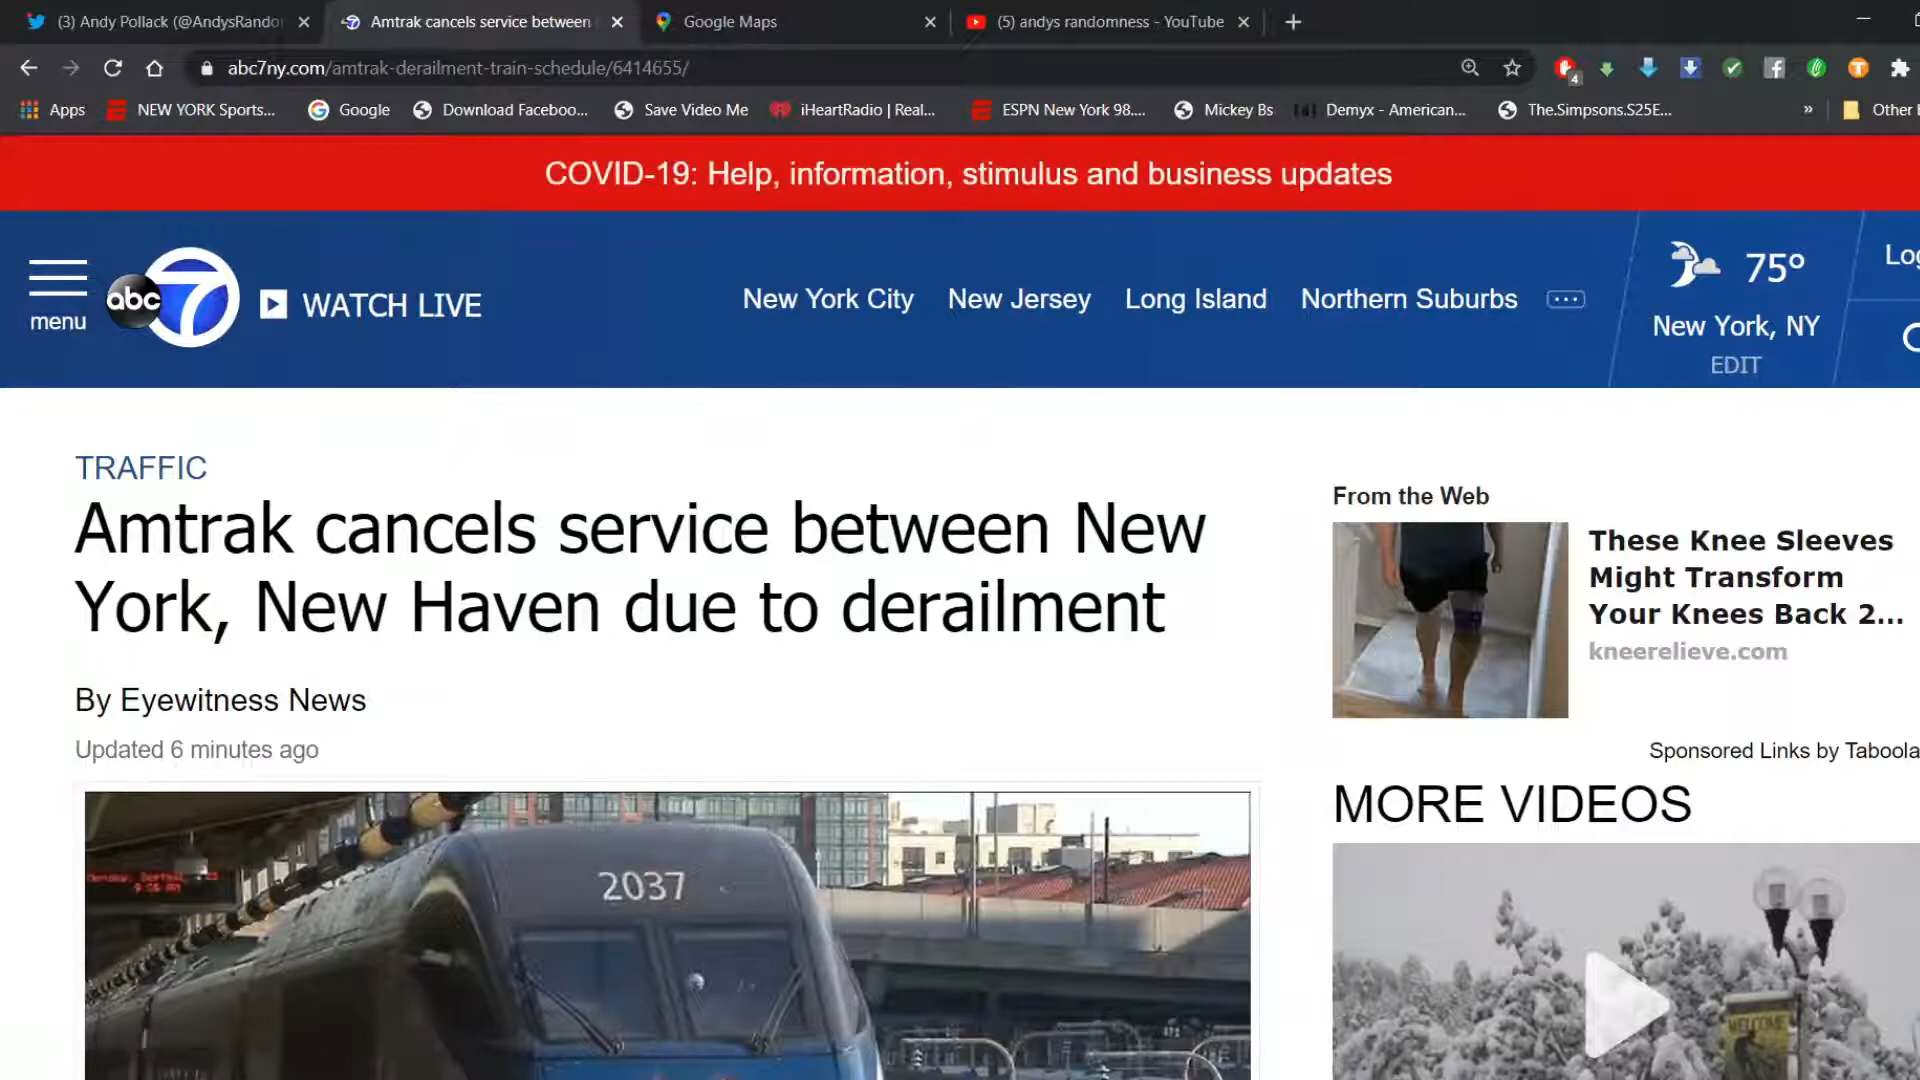 (3) Andy Pollack (@AndysRando
Amtrak cancels service between
Google Maps
(5) andys randomness - YouTube
abc7ny.com/amtrak-derailment-train-schedule/6414655/
4
Apps
NEW YORK Sports...
Google
Download Faceboo...
Save Video Me
iHeartRadio | Real...
ESPN New York 98....
Mickey Bs
Demyx - American...
The.Simpsons.S25E...
»
Other
COVID-19: Help, information, stimulus and business updates
menu
abc 7
WATCH LIVE
New York City
New Jersey
Long Island
Northern Suburbs
75°
New York, NY
EDIT
Log
TRAFFIC
Amtrak cancels service between New
York, New Haven due to derailment
By Eyewitness News
Updated 6 minutes ago
2037
From the Web
These Knee Sleeves
Might Transform
Your Knees Back 2...
kneerelieve.com
Sponsored Links by Taboola
MORE VIDEOS
WELCOME